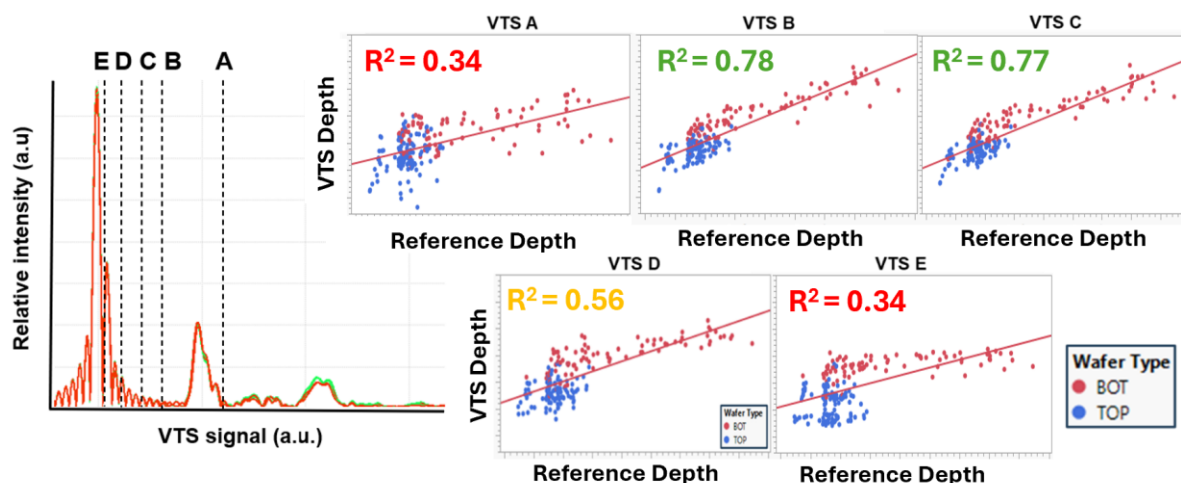 E D C B A
Relative intensity (a.u)
VTS signal (a.u.)
VTS A
R² = 0.34
VTS Depth
Reference Depth
VTS B
R² = 0.78
Reference Depth
VTS C
R² = 0.77
Reference Depth
VTS D
R² = 0.56
VTS Depth
Wafer Type
BOT
TOP
Reference Depth
VTS E
R² = 0.34
Reference Depth
Wafer Type
BOT
TOP